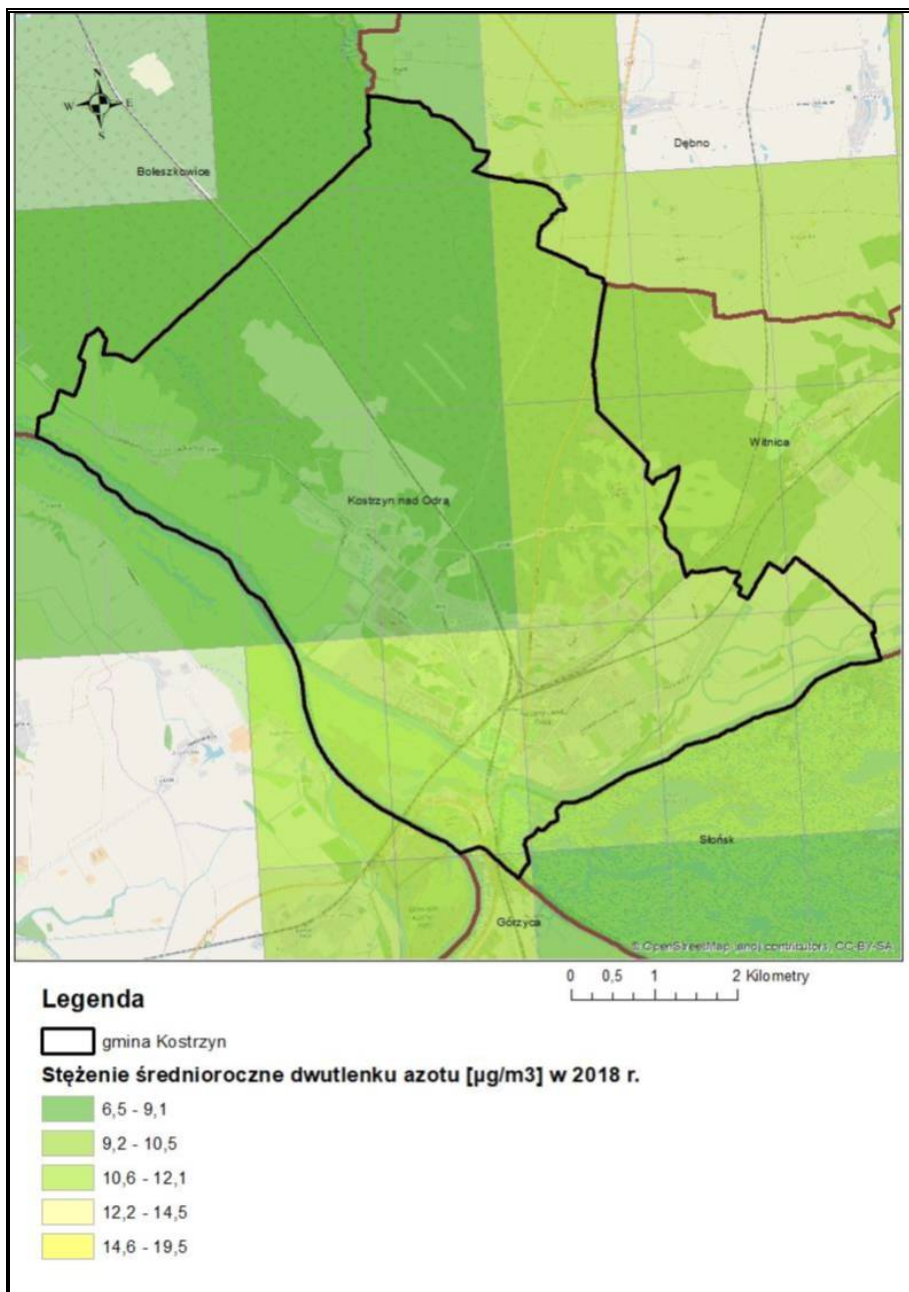 N
W E
S
Dębno
Boleszkowice
Witnica
Kostrzyn nad Odrą
Słońsk
Górzyca
© OpenStreetMap (and) contributors, CC-BY-SA
0 0,5 1 2 Kilometry
Legenda
gmina Kostrzyn
Stężenie średnioroczne dwutlenku azotu [µg/m3] w 2018 r.
6,5 - 9,1
9,2 - 10,5
10,6 - 12,1
12,2 - 14,5
14,6 - 19,5